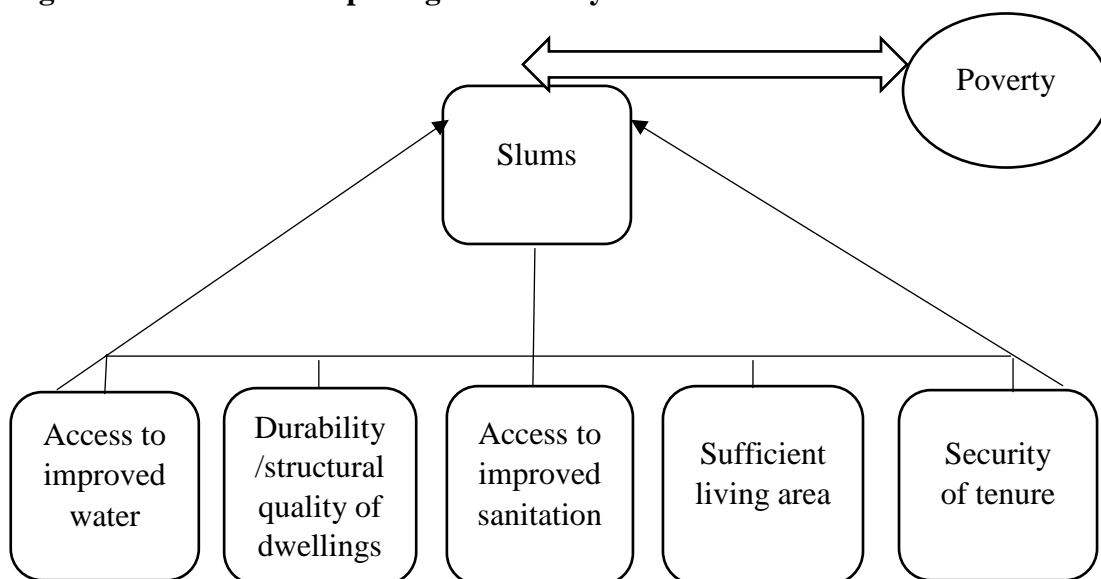 Poverty
Slums
Access to
improved
water
Durability
/structural
quality of
dwellings
Access to
improved
sanitation
Sufficient
living area
Security
of tenure